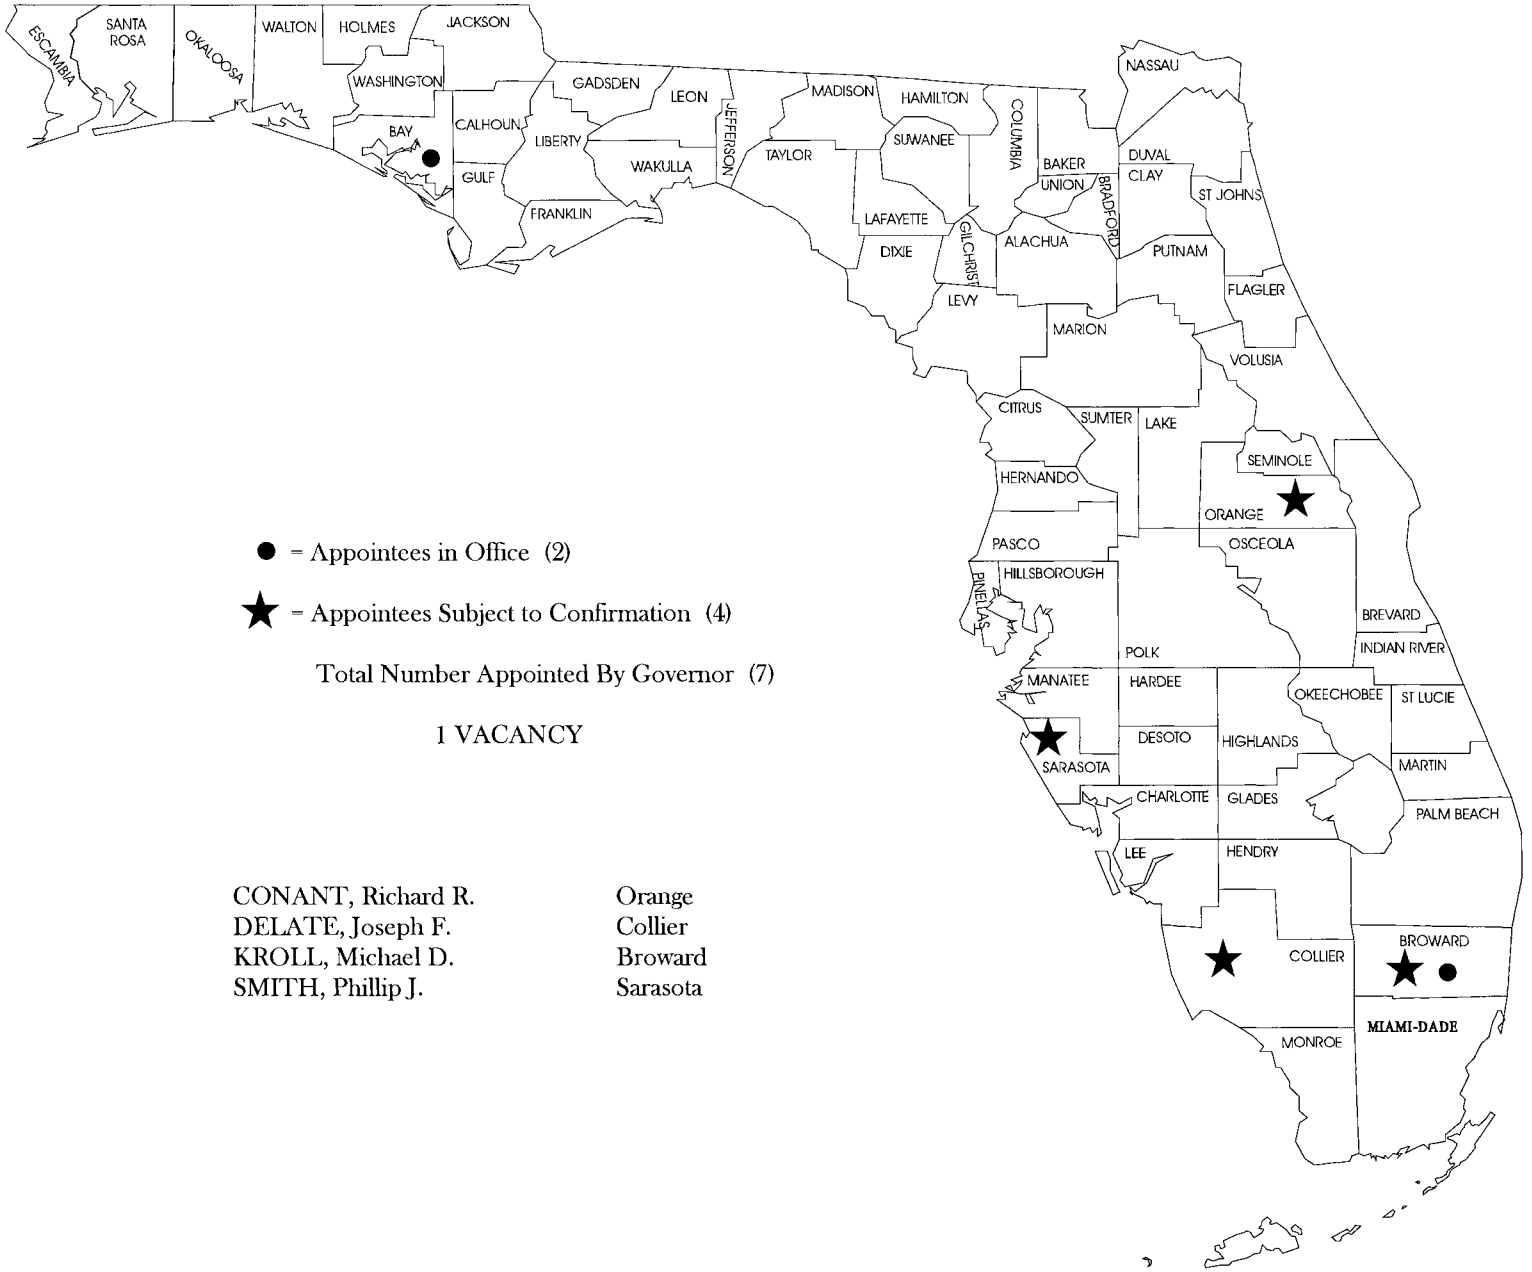 ESCAMBIA
SANTA
ROSA
OKALOOSA
WALTON
HOLMES
JACKSON
WASHINGTON
BAY
CALHOUN
GULF
GADSDEN
LIBERTY
FRANKLIN
LEON
WAKULLA
JEFFERSON
MADISON
TAYLOR
HAMILTON
SUWANEE
LAFAYETTE
DIXIE
COLUMBIA
GILCHRIST
LEVY
NASSAU
BAKER
UNION
BRADFORD
ALACHUA
DUVAL
CLAY
ST JOHNS
PUTNAM
FLAGLER
MARION
VOLUSIA
CITRUS
SUMTER
LAKE
SEMINOLE
HERNANDO
ORANGE
PASCO
OSCEOLA
HILLSBOROUGH
PINELLAS
BREVARD
POLK
INDIAN RIVER
MANATEE
HARDEE
OKEECHOBEE
ST LUCIE
DESOTO
HIGHLANDS
SARASOTA
MARTIN
CHARLOTTE
GLADES
PALM BEACH
LEE
HENDRY
COLLIER
BROWARD
MIAMI-DADE
MONROE
= Appointees in Office (2)
= Appointees Subject to Confirmation (4)
Total Number Appointed By Governor (7)
1 VACANCY
CONANT, Richard R. Orange
DELATE, Joseph F. Collier
KROLL, Michael D. Broward
SMITH, Phillip J. Sarasota